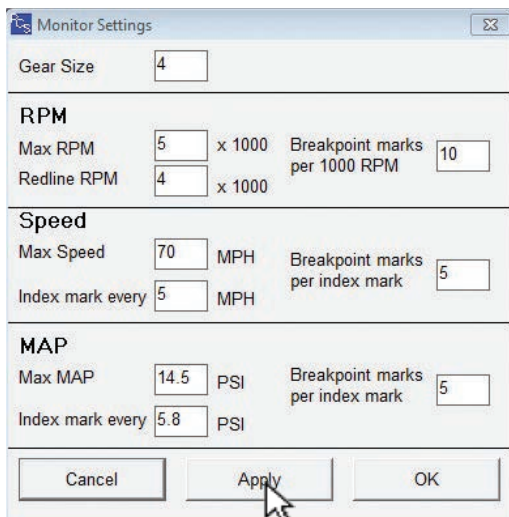 Monitor Settings
Gear Size 4
RPM
Max RPM 5 x 1000 Breakpoint marks per 1000 RPM 10
Redline RPM 4 x 1000
Speed
Max Speed 70 MPH Breakpoint marks per index mark 5
Index mark every 5 MPH
MAP
Max MAP 14.5 PSI Breakpoint marks per index mark 5
Index mark every 5.8 PSI
Cancel Apply OK